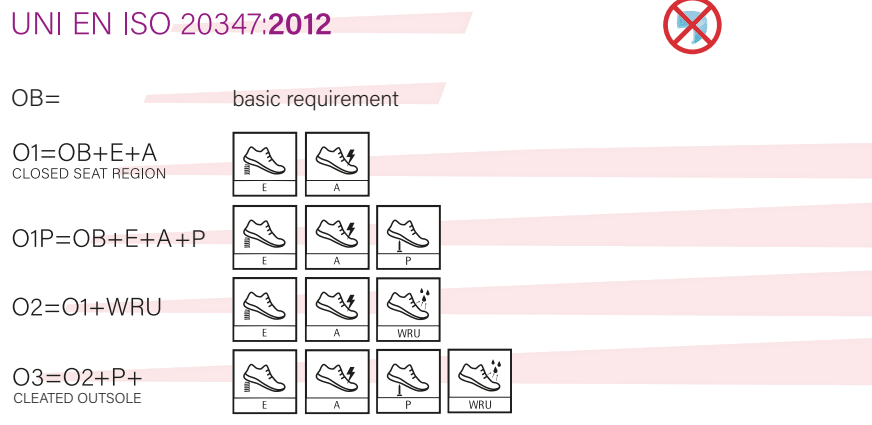 UNI EN ISO 20347:2012
OB= basic requirement
O1=OB+E+A
CLOSED SEAT REGION
E A
O1P=OB+E+A+P
E A P
O2=O1+WRU
E A WRU
O3=O2+P+
CLEATED OUTSOLE
E A P WRU